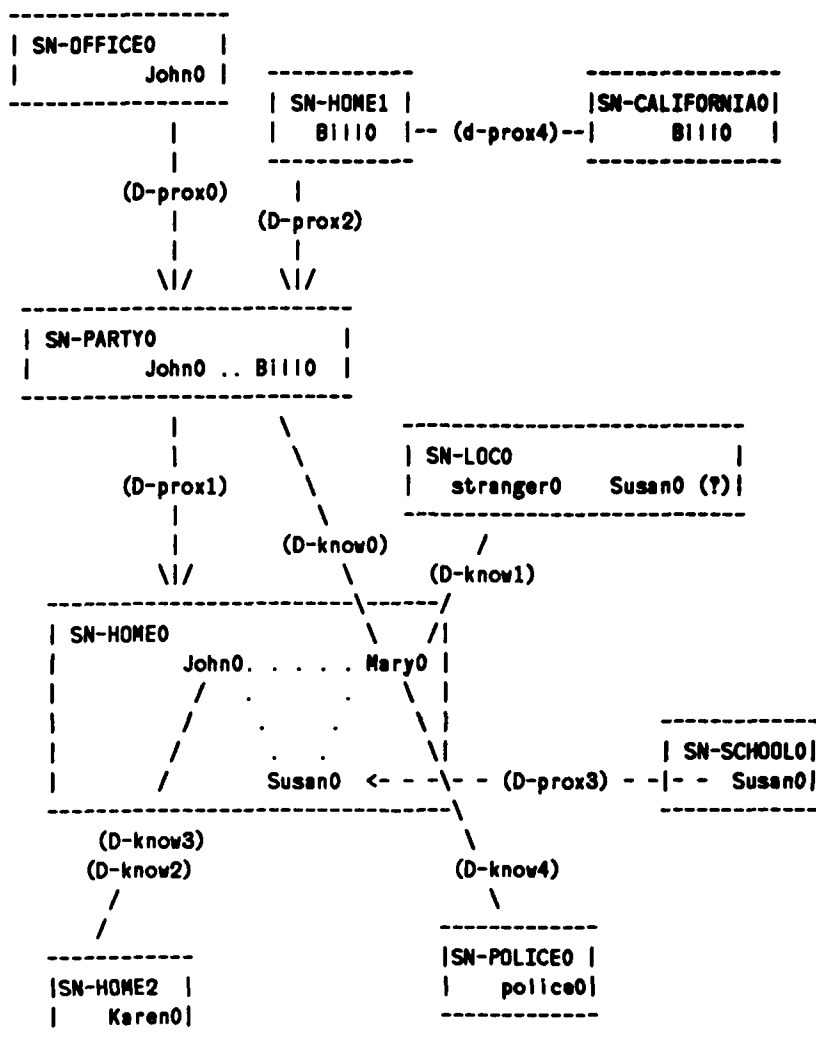 SN-OFFICE0
John0
SN-HOME1
Bill0
-- (d-prox4)--
SN-CALIFORNIA0
Bill0
(D-prox0)
(D-prox2)
SN-PARTY0
John0 .. Bill0
(D-prox1)
SN-LOC0
stranger0 Susan0 (?)
(D-know0)
(D-know1)
SN-HOME0
John0. . . . . Mary0
SN-SCHOOL0
Susan0 <- - - - - (D-prox3) - -|- - Susan0
(D-know3)
(D-know2)
(D-know4)
SN-POLICE0
police0
SN-HOME2
Karen0